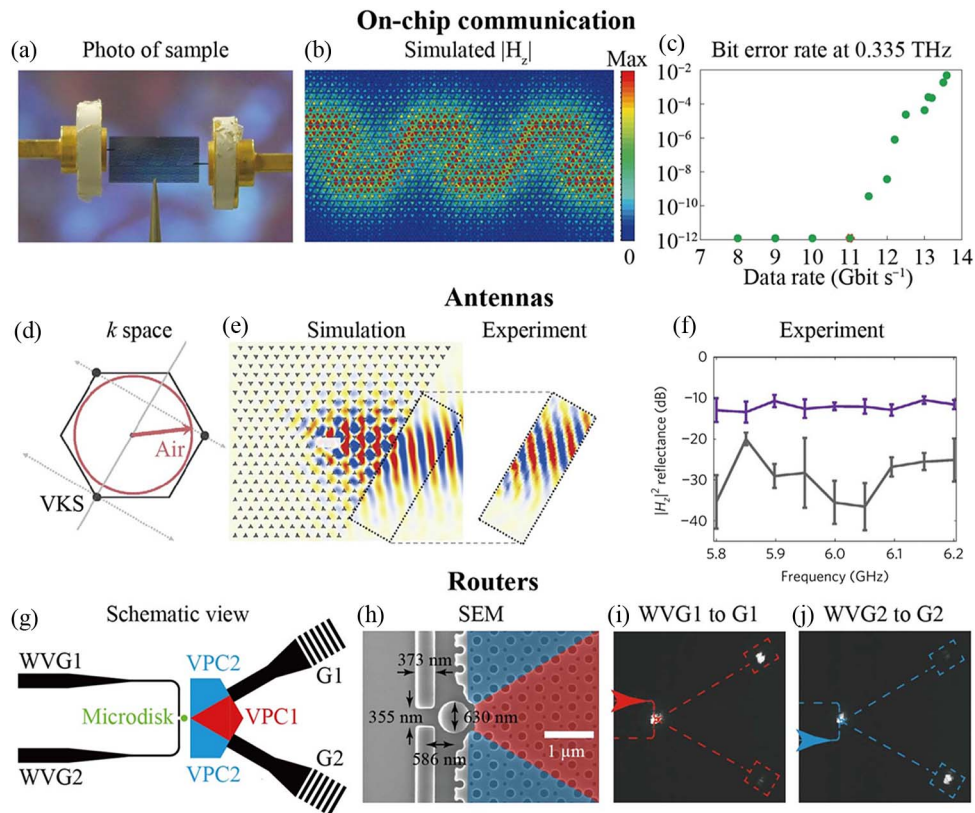 On-chip communication
(a) Photo of sample
(b) Simulated |H_z|
Max
0
(c) Bit error rate at 0.335 THz
10^-2
10^-4
10^-6
10^-8
10^-10
10^-12
7 8 9 10 11 12 13 14
Data rate (Gbit s^-1)
Antennas
(d) k space
Air
VKS
(e) Simulation Experiment
(f) Experiment
0
-10
-20
-30
-40
|H_z|^2 reflectance (dB)
5.8 5.9 6.0 6.1 6.2
Frequency (GHz)
Routers
(g) Schematic view
WVG1
VPC2
G1
Microdisk
VPC1
WVG2
VPC2
G2
(h) SEM
373 nm
355 nm
630 nm
586 nm
1 μm
(i) WVG1 to G1
(j) WVG2 to G2